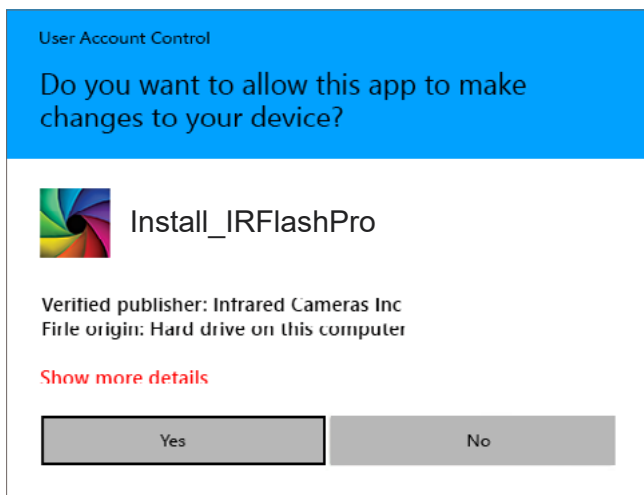 User Account Control
Do you want to allow this app to make
changes to your device?
Install_IRFlashPro
Verified publisher: Infrared Cameras Inc
Firle origin: Hard drive on this computer
Show more details
Yes
No